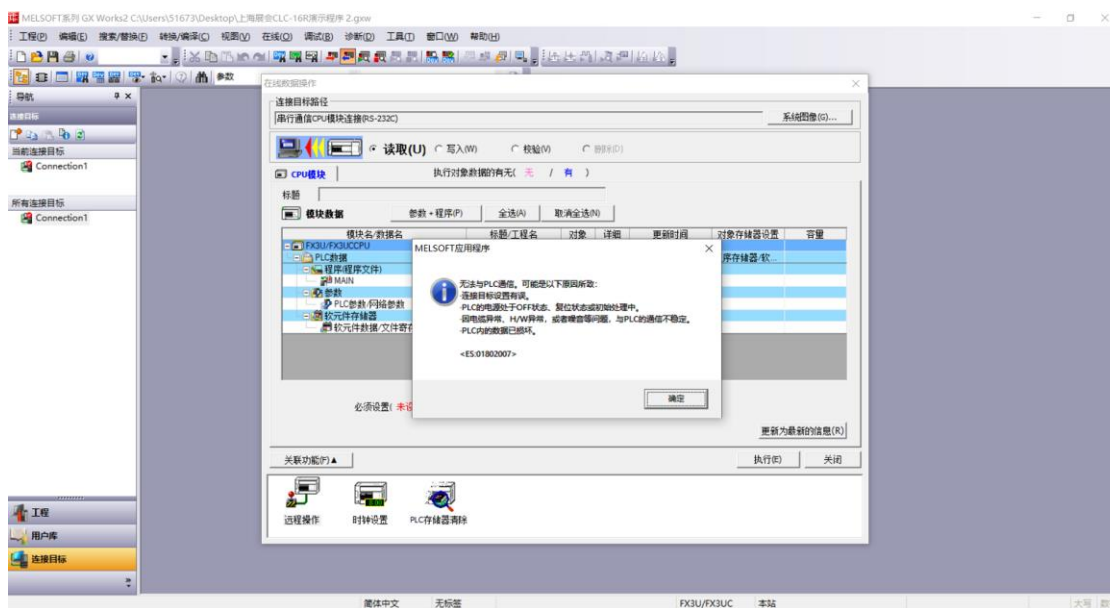 MELSOFT系列 GX Works2 C:\Users\51673\Desktop\上海展会CLC-16R演示程序 2.gxw
工程(P) 编辑(E) 搜索/替换(F) 转换/编译(C) 视图(V) 在线(O) 调试(B) 诊断(D) 工具(T) 窗口(W) 帮助(H)
参数
导航
连接目标
当前连接目标
Connection1
所有连接目标
Connection1
工程
用户库
连接目标
在线数据操作
连接目标路径
串行通信CPU模块连接(RS-232C)
系统图像(G)...
读取(U) 写入(W) 校验(V) 删除(D)
CPU模块 执行对象数据的有无( 无 / 有 )
标题
模块数据 参数+程序(P) 全选(A) 取消全选(N)
模块名/数据名 标题/工程名 对象 详细 更新时间 对象存储器设置 容量
FX3U/FX3UCCPU
PLC数据 序存储器/软...
程序(程序文件)
MAIN
参数
PLC参数/网络参数
软元件存储器
软元件数据/文件寄存
MELSOFT应用程序
无法与PLC通信。可能是以下原因所致:
·连接目标设置有误。
·PLC的电源处于OFF状态、复位状态或初始处理中。
·因电缆异常、H/W异常，或者噪音等问题，与PLC的通信不稳定。
·PLC内的数据已损坏。
<ES:01802007>
确定
必须设置( 未设
更新为最新的信息(R)
关联功能(F)▲ 执行(E) 关闭
远程操作 时钟设置 PLC存储器清除
简体中文 无标签 FX3U/FX3UC 本站 大写